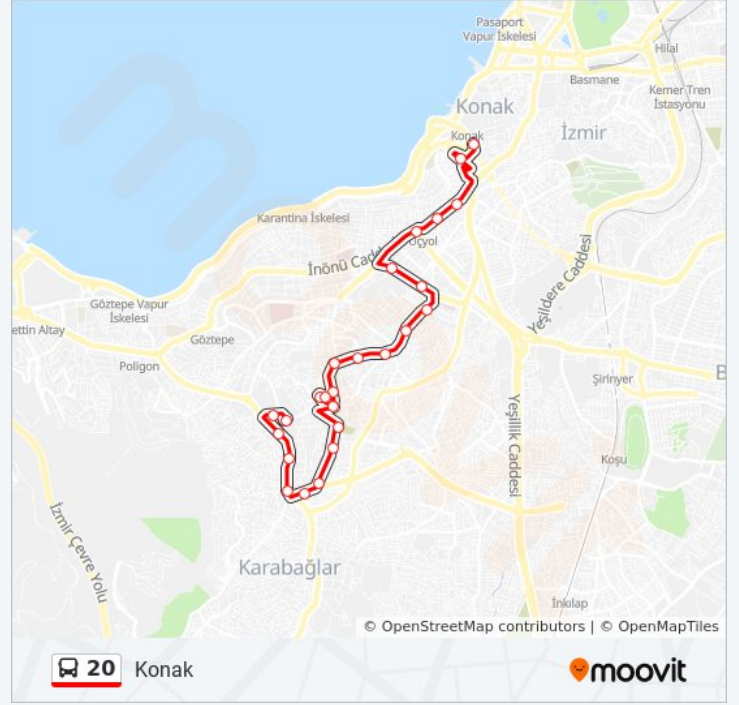 Pasaport
Vapur İskelesi
Hilal
Basmane
Kemer Tren
İstasyonu
Konak
Konak
İzmir
Karantina İskelesi
Üçyol
İnönü Cadd
Yeşildere Caddesi
Göztepe Vapur
İskelesi
ettin Altay
Göztepe
Poligon
Şirinyer
B
Yeşillik Caddesi
Koşu
İzmir Çevre Yolu
Karabağlar
İnkılap
© OpenStreetMap contributors | © OpenMapTiles
20 Konak
moovit